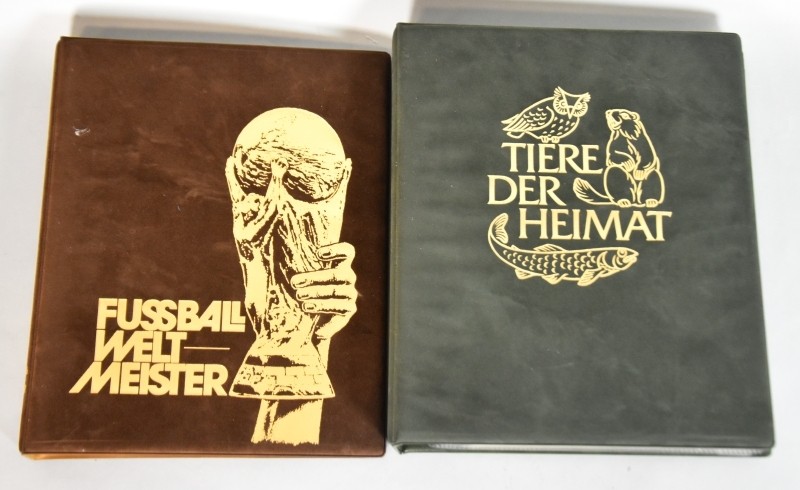 FUSSBALL
WELT-
MEISTER
TIERE
DER
HEIMAT